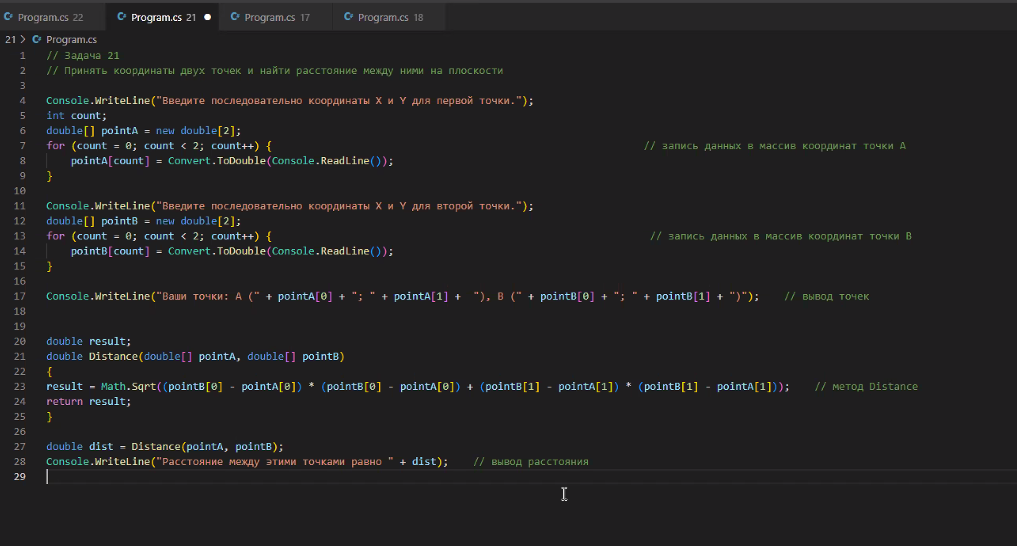 Program.cs 22 Program.cs 21 Program.cs 17 Program.cs 18
21 > Program.cs
1 // Задача 21
2 // Принять координаты двух точек и найти расстояние между ними на плоскости
3
4 Console.WriteLine("Введите последовательно координаты X и Y для первой точки.");
5 int count;
6 double[] pointA = new double[2];
7 for (count = 0; count < 2; count++) { // запись данных в массив координат точки А
8 pointA[count] = Convert.ToDouble(Console.ReadLine());
9 }
10
11 Console.WriteLine("Введите последовательно координаты X и Y для второй точки.");
12 double[] pointB = new double[2];
13 for (count = 0; count < 2; count++) { // запись данных в массив координат точки В
14 pointB[count] = Convert.ToDouble(Console.ReadLine());
15 }
16
17 Console.WriteLine("Ваши точки: A (" + pointA[0] + "; " + pointA[1] + "), B (" + pointB[0] + "; " + pointB[1] + ")"); // вывод точек
18
19
20 double result;
21 double Distance(double[] pointA, double[] pointB)
22 {
23 result = Math.Sqrt((pointB[0] - pointA[0]) * (pointB[0] - pointA[0]) + (pointB[1] - pointA[1]) * (pointB[1] - pointA[1])); // метод Distance
24 return result;
25 }
26
27 double dist = Distance(pointA, pointB);
28 Console.WriteLine("Расстояние между этими точками равно " + dist); // вывод расстояния
29